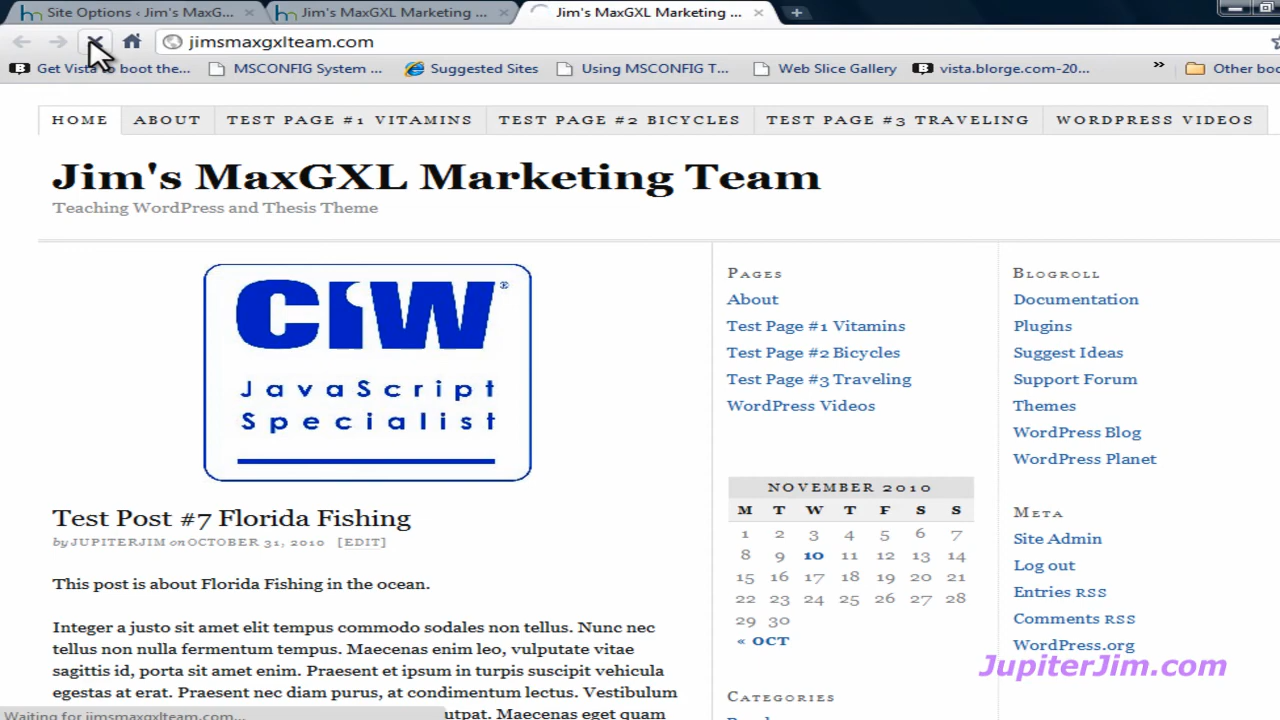 Site Options ‹ Jim's MaxG...
Jim's MaxGXL Marketing ...
Jim's MaxGXL Marketing ...
jimsmaxgxlteam.com
Get Vista to boot the...
MSCONFIG System ...
Suggested Sites
Using MSCONFIG T...
Web Slice Gallery
vista.blorge.com-20...
»
Other boo
HOME
ABOUT
TEST PAGE #1 VITAMINS
TEST PAGE #2 BICYCLES
TEST PAGE #3 TRAVELING
WORDPRESS VIDEOS
Jim's MaxGXL Marketing Team
Teaching WordPress and Thesis Theme
CIW®
JavaScript
Specialist
Test Post #7 Florida Fishing
by JUPITERJIM on OCTOBER 31, 2010 [EDIT]
This post is about Florida Fishing in the ocean.
Integer a justo sit amet elit tempus commodo sodales non tellus. Nunc nec
tellus non nulla fermentum tempus. Maecenas enim leo, vulputate vitae
sagittis id, porta sit amet enim. Praesent et ipsum in turpis suscipit vehicula
egestas at erat. Praesent nec diam purus, at condimentum lectus. Vestibulum
utpat. Maecenas eget quam
Waiting for jimsmaxgxlteam.com...
PAGES
About
Test Page #1 Vitamins
Test Page #2 Bicycles
Test Page #3 Traveling
WordPress Videos
NOVEMBER 2010
M T W T F S S
1 2 3 4 5 6 7
8 9 10 11 12 13 14
15 16 17 18 19 20 21
22 23 24 25 26 27 28
29 30
« OCT
CATEGORIES
BLOGROLL
Documentation
Plugins
Suggest Ideas
Support Forum
Themes
WordPress Blog
WordPress Planet
META
Site Admin
Log out
Entries RSS
Comments RSS
WordPress.org
JupiterJim.com